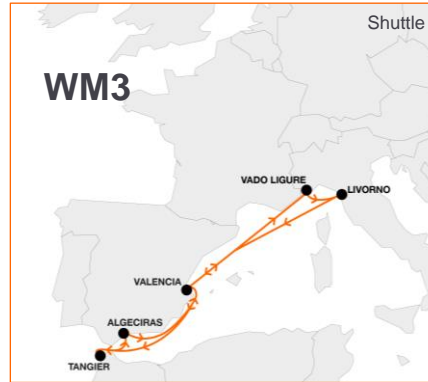 Shuttle
WM3
VADO LIGURE
LIVORNO
VALENCIA
ALGECIRAS
TANGIER